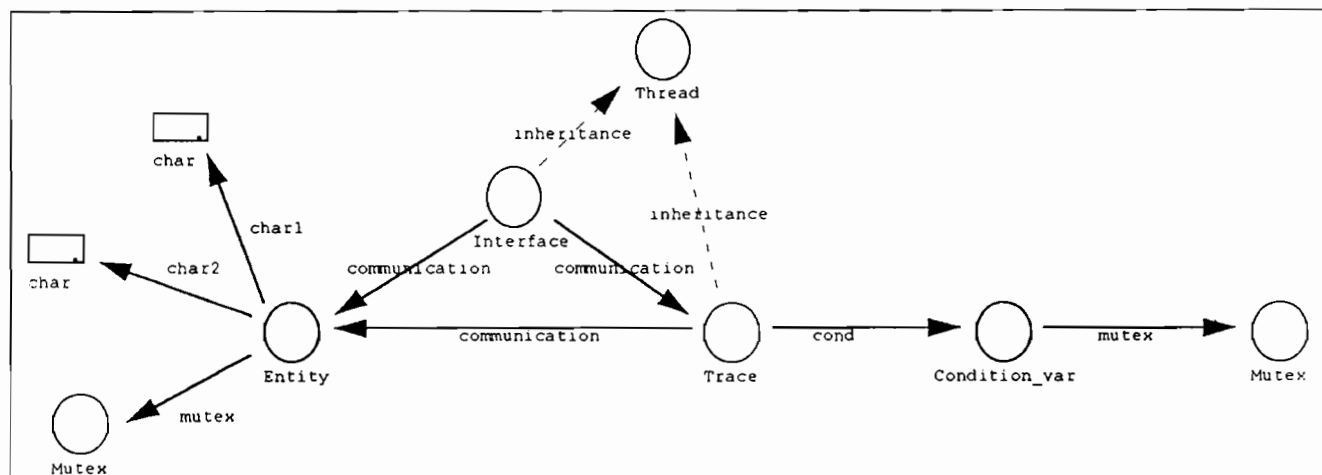 Thread
inheritance
char
inheritance
char1
Interface
char2
communication
communication
char
communication
cond
mutex
Entity
Trace
Condition_var
Mutex
mutex
Mutex